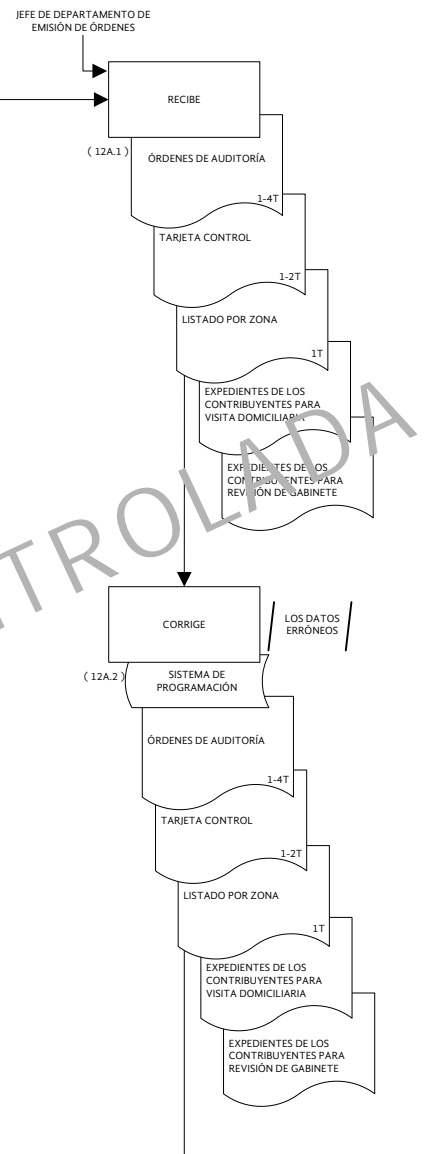 JEFE DE DEPARTAMENTO DE
EMISIÓN DE ÓRDENES
RECIBE
( 12A.1 )
ÓRDENES DE AUDITORÍA
1-4T
TARJETA CONTROL
1-2T
LISTADO POR ZONA
1T
EXPEDIENTES DE LOS
CONTRIBUYENTES PARA
VISITA DOMICILIARIA
EXPEDIENTES DE LOS
CONTRIBUYENTES PARA
REVISIÓN DE GABINETE
TROLADA
CORRIGE
LOS DATOS
ERRÓNEOS
( 12A.2 )
SISTEMA DE
PROGRAMACIÓN
ÓRDENES DE AUDITORÍA
1-4T
TARJETA CONTROL
1-2T
LISTADO POR ZONA
1T
EXPEDIENTES DE LOS
CONTRIBUYENTES PARA
VISITA DOMICILIARIA
EXPEDIENTES DE LOS
CONTRIBUYENTES PARA
REVISIÓN DE GABINETE